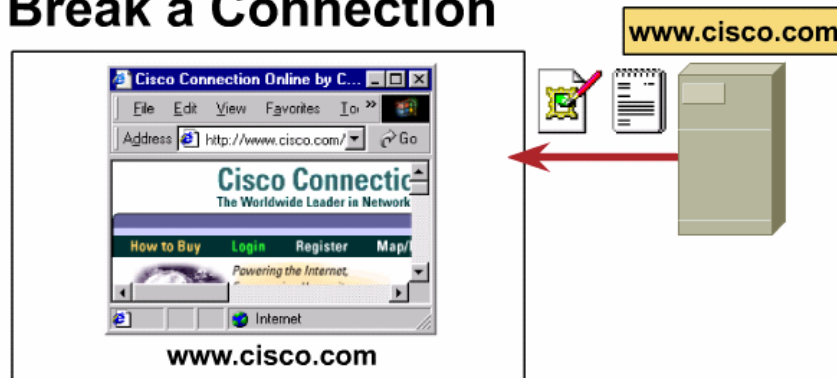 Break a Connection
www.cisco.com
Cisco Connection Online by C...
File Edit View Favorites To »
Address http://www.cisco.com/ Go
Cisco Connectic
The Worldwide Leader in Network
How to Buy Login Register Map/
Powering the Internet,
Internet
www.cisco.com